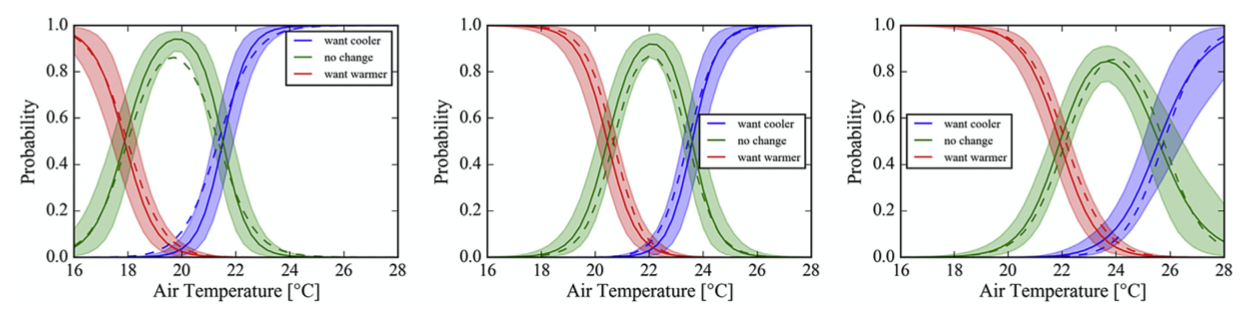 1.0
0.8
0.6
0.4
0.2
0.0
Probability
want cooler
no change
want warmer
16 18 20 22 24 26 28
Air Temperature [°C]
1.0
0.8
0.6
0.4
0.2
0.0
Probability
want cooler
no change
want warmer
16 18 20 22 24 26 28
Air Temperature [°C]
1.0
0.8
0.6
0.4
0.2
0.0
Probability
want cooler
no change
want warmer
16 18 20 22 24 26 28
Air Temperature [°C]